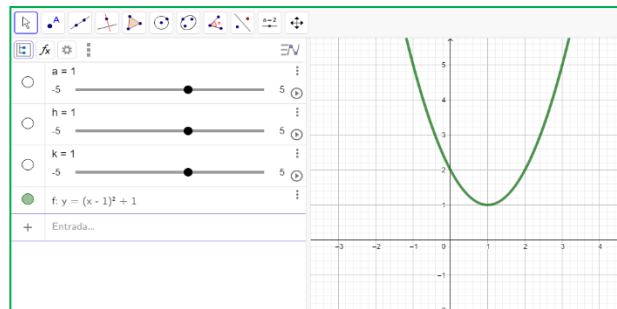 a=2
fx
a = 1
-5 5
h = 1
-5 5
k = 1
-5 5
f: y = (x - 1)² + 1
+ Entrada...
5
4
3
2
1
-3 -2 -1 0 1 2 3 4
-1